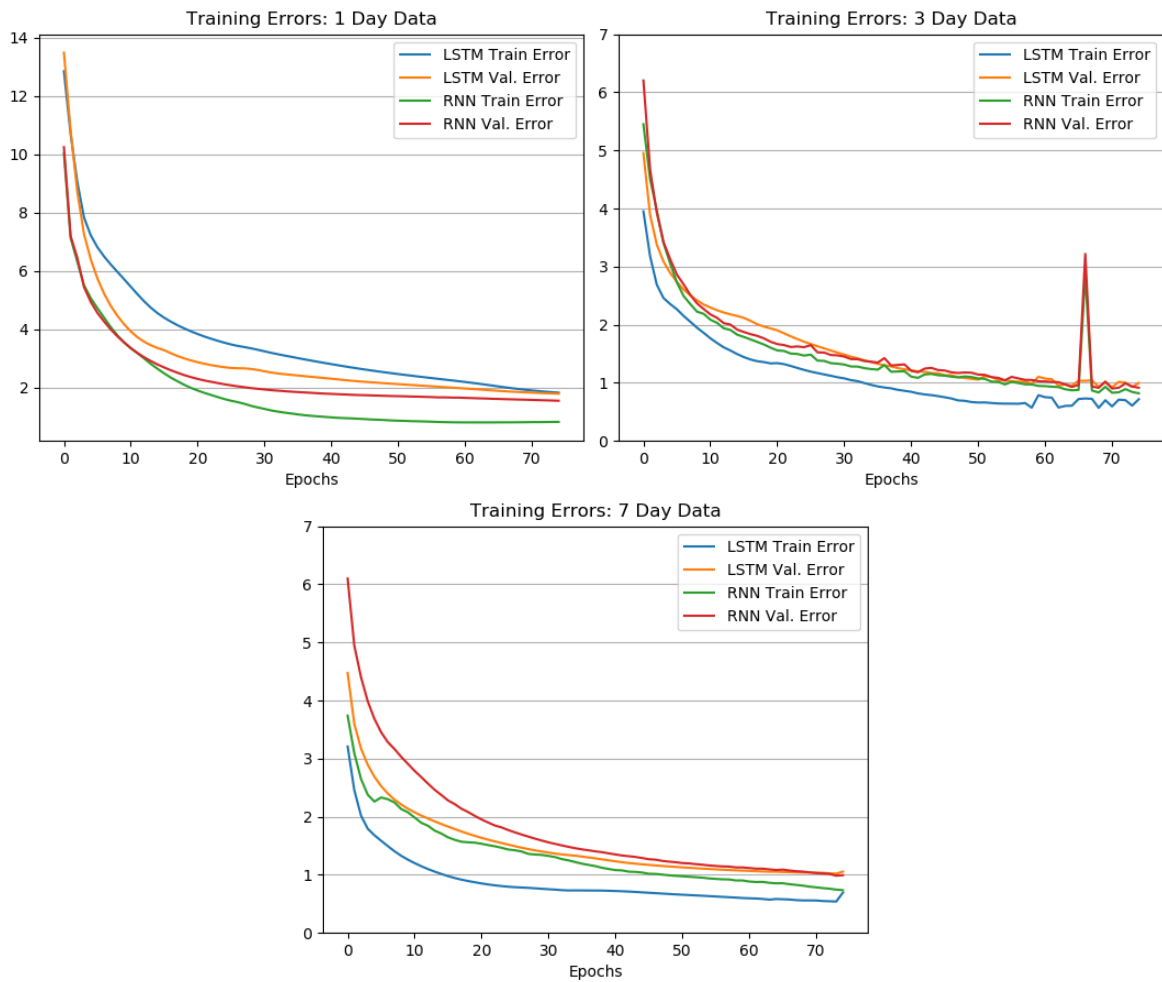 Training Errors: 1 Day Data
14
12
10
8
6
4
2
0 10 20 30 40 50 60 70
Epochs
LSTM Train Error
LSTM Val. Error
RNN Train Error
RNN Val. Error
Training Errors: 3 Day Data
7
6
5
4
3
2
1
0
0 10 20 30 40 50 60 70
Epochs
LSTM Train Error
LSTM Val. Error
RNN Train Error
RNN Val. Error
Training Errors: 7 Day Data
7
6
5
4
3
2
1
0
0 10 20 30 40 50 60 70
Epochs
LSTM Train Error
LSTM Val. Error
RNN Train Error
RNN Val. Error